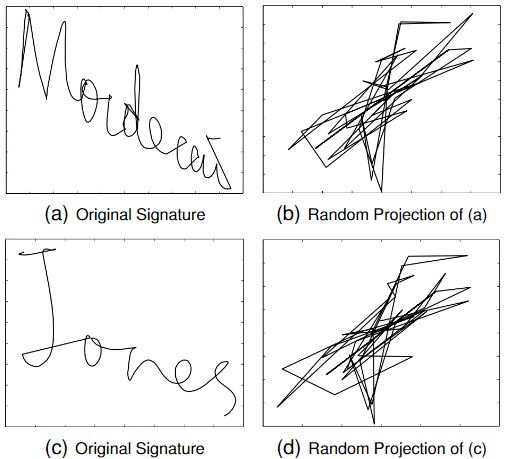 Mordecai
(a) Original Signature
(b) Random Projection of (a)
Jones
(c) Original Signature
(d) Random Projection of (c)